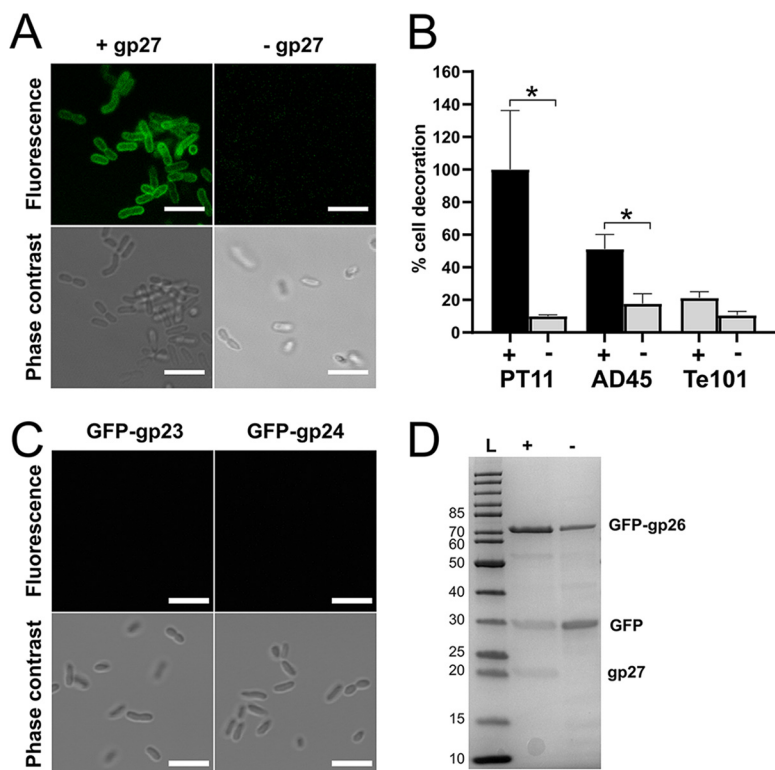 A
+ gp27
- gp27
Fluorescence
Phase contrast
B
% cell decoration
160
140
120
100
80
60
40
20
0
*
*
+ - + - + -
PT11 AD45 Te101
C
GFP-gp23
GFP-gp24
Fluorescence
Phase contrast
D
L + -
85
70
60
50
40
30
25
20
15
10
GFP-gp26
GFP
gp27